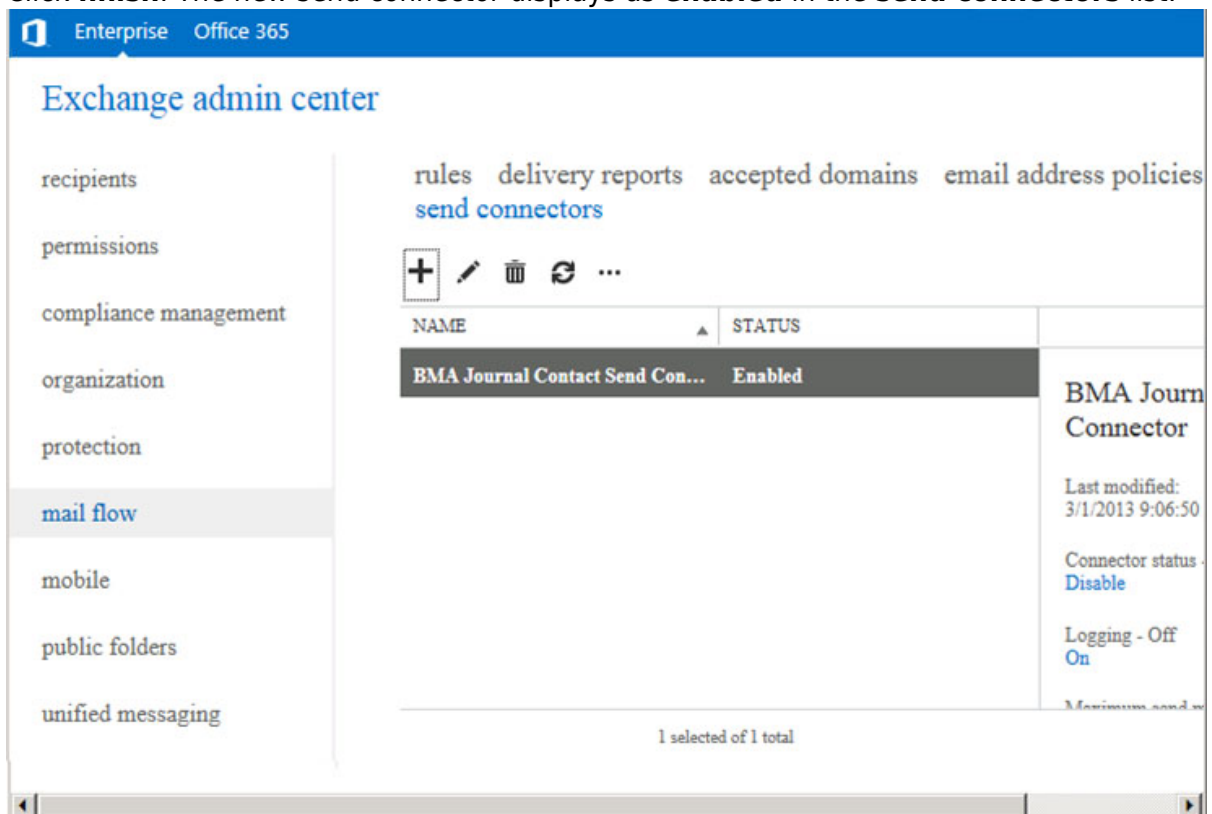 Enterprise Office 365
Exchange admin center
recipients
permissions
compliance management
organization
protection
mail flow
mobile
public folders
unified messaging
rules delivery reports accepted domains email address policies
send connectors
NAME STATUS
BMA Journal Contact Send Con... Enabled
BMA Journ
Connector
Last modified:
3/1/2013 9:06:50
Connector status -
Disable
Logging - Off
On
1 selected of 1 total